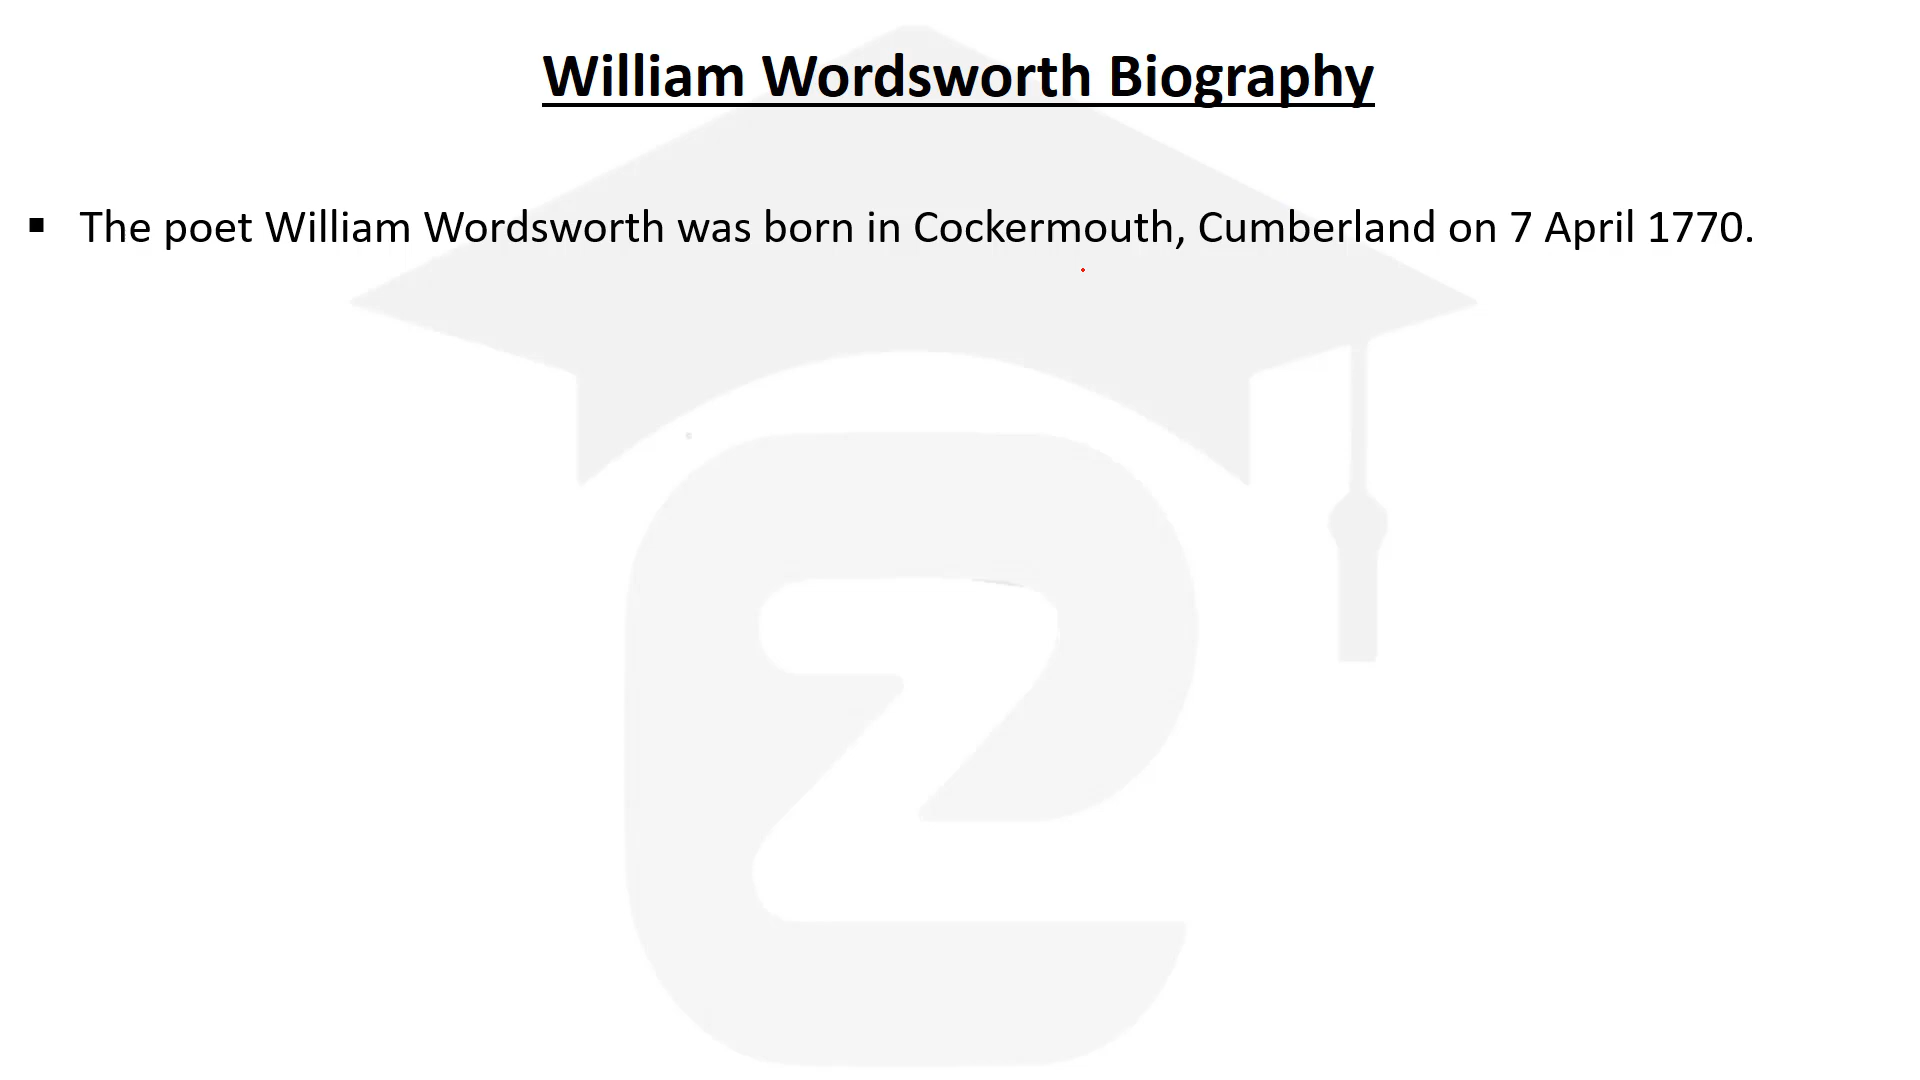 William Wordsworth Biography
▪ The poet William Wordsworth was born in Cockermouth, Cumberland on 7 April 1770.